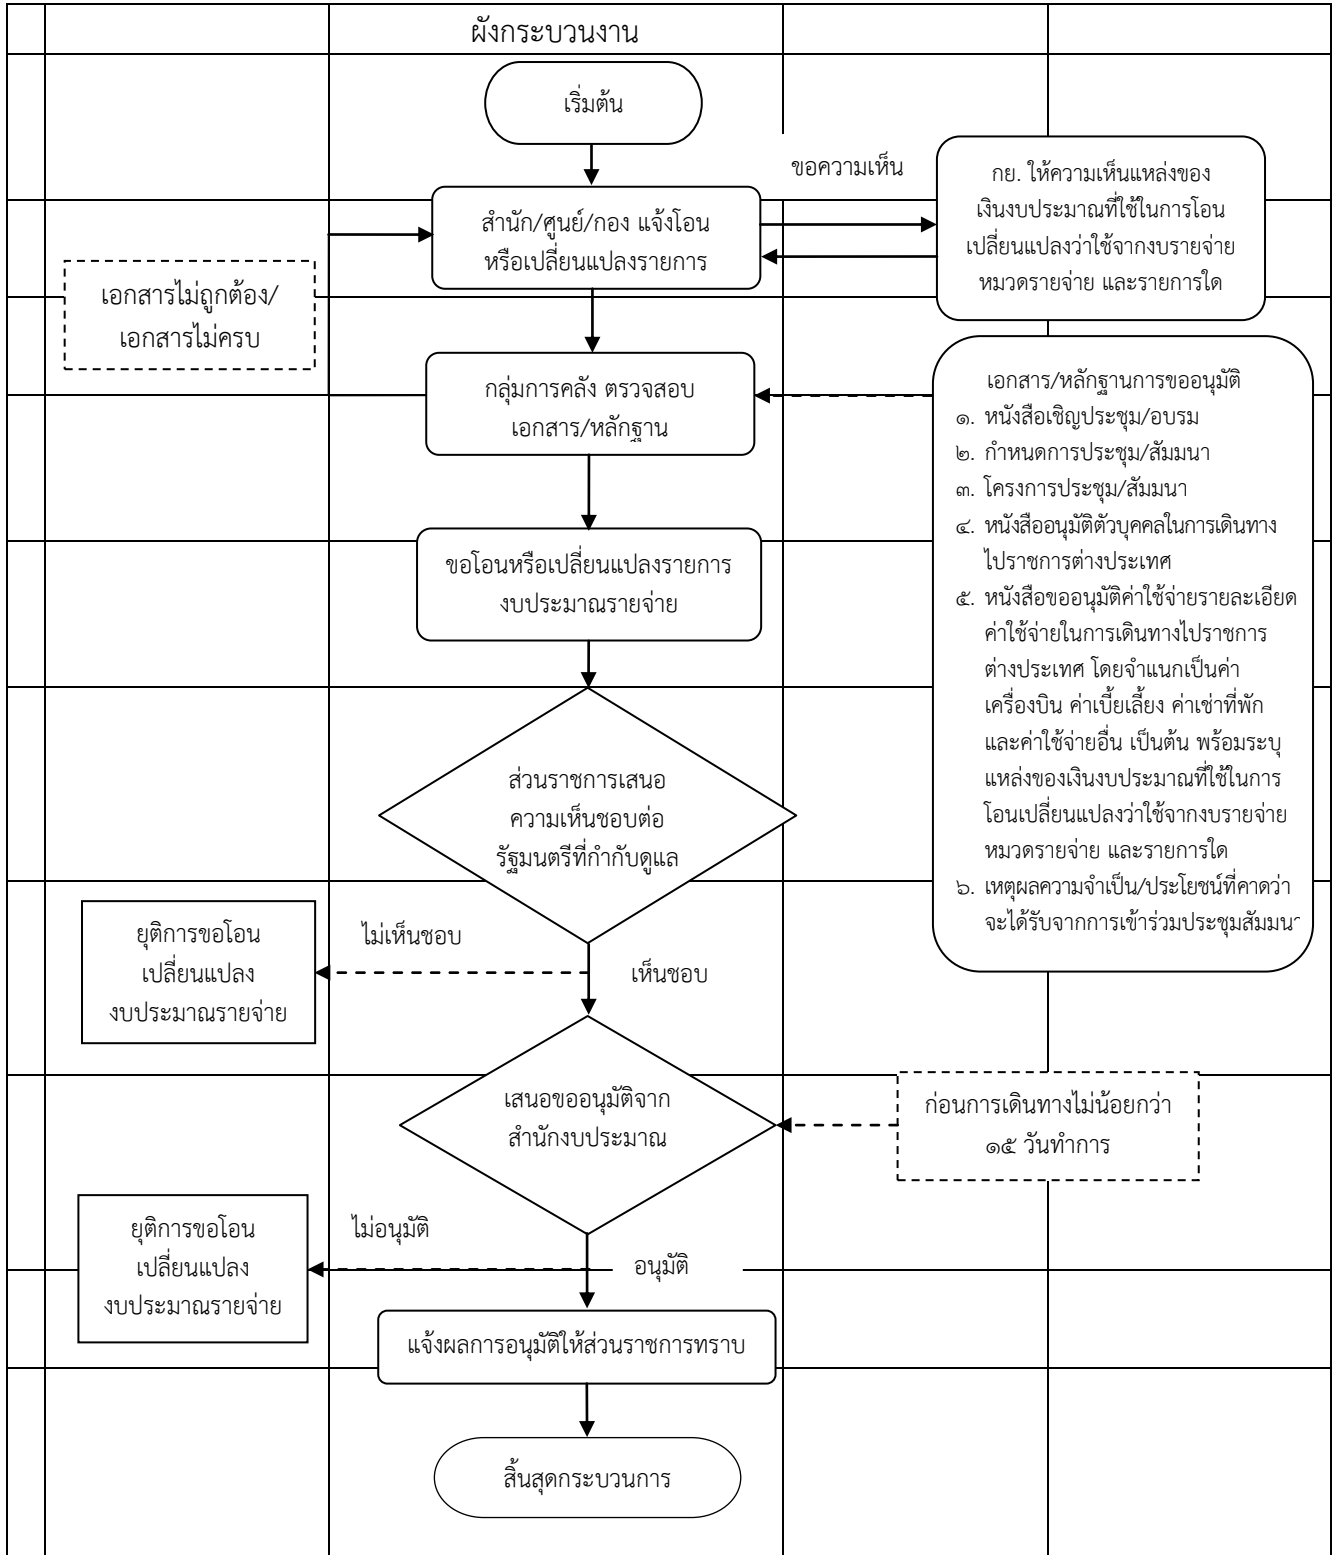 ผังกระบวนงาน
เริ่มต้น
ขอความเห็น
กย. ให้ความเห็นแหล่งของ
เงินงบประมาณที่ใช้ในการโอน
เปลี่ยนแปลงว่าใช้จากงบรายจ่าย
หมวดรายจ่าย และรายการใด
สำนัก/ศูนย์/กอง แจ้งโอน
หรือเปลี่ยนแปลงรายการ
เอกสารไม่ถูกต้อง/
เอกสารไม่ครบ
กลุ่มการคลัง ตรวจสอบ
เอกสาร/หลักฐาน
เอกสาร/หลักฐานการขออนุมัติ
๑. หนังสือเชิญประชุม/อบรม
๒. กำหนดการประชุม/สัมมนา
๓. โครงการประชุม/สัมมนา
๔. หนังสืออนุมัติตัวบุคคลในการเดินทาง
ไปราชการต่างประเทศ
๕. หนังสือขออนุมัติค่าใช้จ่ายรายละเอียด
ค่าใช้จ่ายในการเดินทางไปราชการ
ต่างประเทศ โดยจำแนกเป็นค่า
เครื่องบิน ค่าเบี้ยเลี้ยง ค่าเช่าที่พัก
และค่าใช้จ่ายอื่น เป็นต้น พร้อมระบุ
แหล่งของเงินงบประมาณที่ใช้ในการ
โอนเปลี่ยนแปลงว่าใช้จากงบรายจ่าย
หมวดรายจ่าย และรายการใด
๖. เหตุผลความจำเป็น/ประโยชน์ที่คาดว่า
จะได้รับจากการเข้าร่วมประชุมสัมมนา
ขอโอนหรือเปลี่ยนแปลงรายการ
งบประมาณรายจ่าย
ส่วนราชการเสนอ
ความเห็นชอบต่อ
รัฐมนตรีที่กำกับดูแล
ไม่เห็นชอบ
เห็นชอบ
ยุติการขอโอน
เปลี่ยนแปลง
งบประมาณรายจ่าย
เสนอขออนุมัติจาก
สำนักงบประมาณ
ก่อนการเดินทางไม่น้อยกว่า
๑๕ วันทำการ
ไม่อนุมัติ
อนุมัติ
ยุติการขอโอน
เปลี่ยนแปลง
งบประมาณรายจ่าย
แจ้งผลการอนุมัติให้ส่วนราชการทราบ
สิ้นสุดกระบวนการ